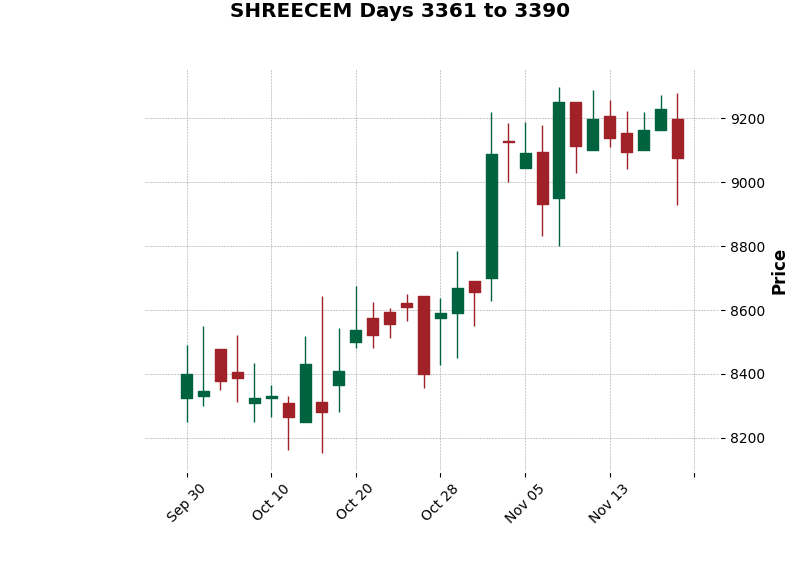 SHREECEM Days 3361 to 3390
9200
9000
8800
8600
8400
8200
Price
Sep 30
Oct 10
Oct 20
Oct 28
Nov 05
Nov 13